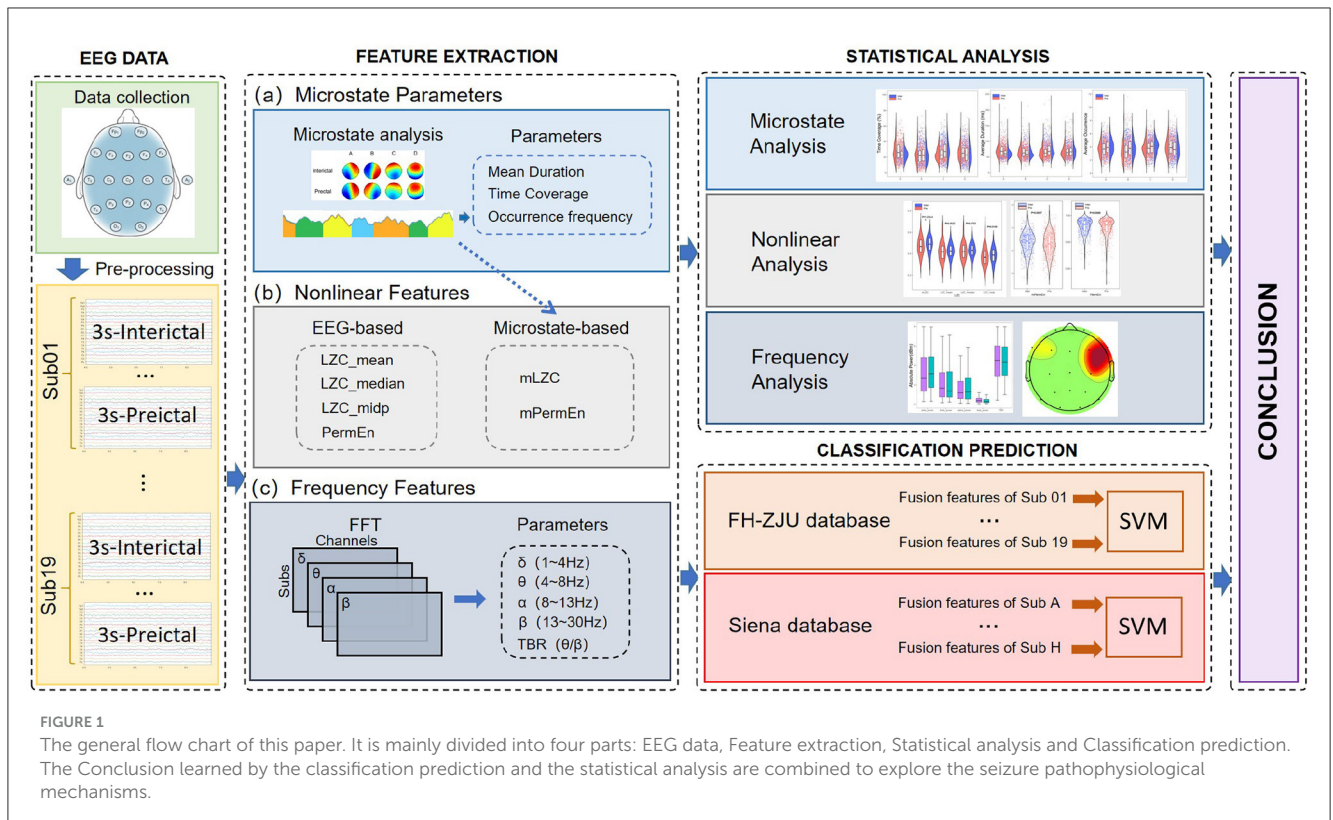 EEG DATA
Data collection
Pre-processing
Sub01
3s-Interictal
...
3s-Preictal
Sub19
3s-Interictal
...
3s-Preictal
FEATURE EXTRACTION
(a) Microstate Parameters
Microstate analysis
A B C D
Interictal
Preictal
Parameters
Mean Duration
Time Coverage
Occurrence frequency
(b) Nonlinear Features
EEG-based
LZC_mean
LZC_median
LZC_midp
PermEn
Microstate-based
mLZC
mPermEn
(c) Frequency Features
FFT
Channels
Subs
δ
θ
α
β
Parameters
δ (1~4Hz)
θ (4~8Hz)
α (8~13Hz)
β (13~30Hz)
TBR (θ/β)
STATISTICAL ANALYSIS
Microstate
Analysis
Time Coverage (%)
Average Duration (ms)
Average Occurrence
Nonlinear
Analysis
Frequency
Analysis
CLASSIFICATION PREDICTION
FH-ZJU database
Fusion features of Sub 01
...
Fusion features of Sub 19
SVM
Siena database
Fusion features of Sub A
...
Fusion features of Sub H
SVM
CONCLUSION
FIGURE 1
The general flow chart of this paper. It is mainly divided into four parts: EEG data, Feature extraction, Statistical analysis and Classification prediction.
The Conclusion learned by the classification prediction and the statistical analysis are combined to explore the seizure pathophysiological
mechanisms.